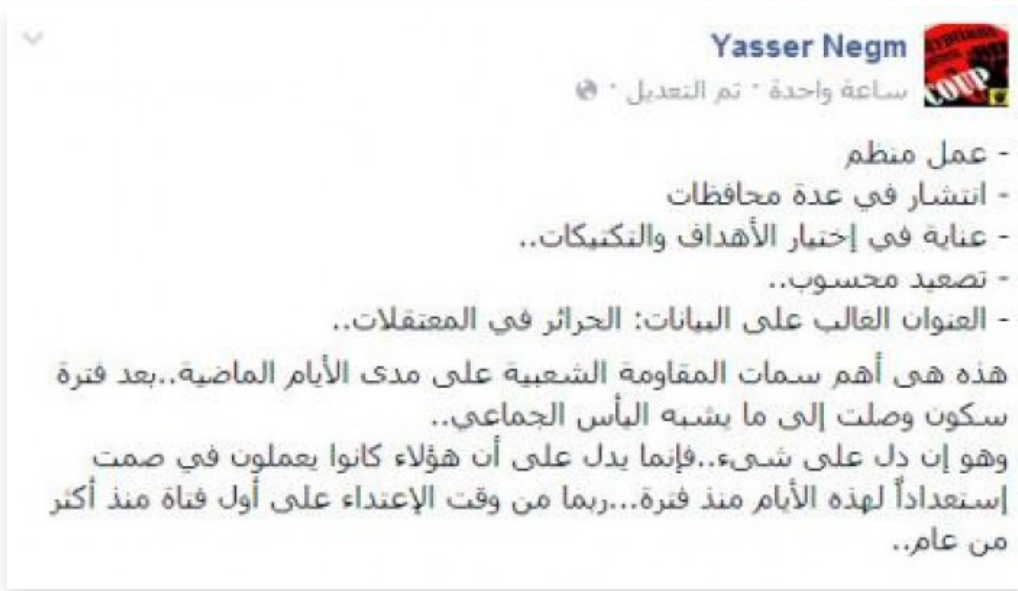 Yasser Negm
ساعة واحدة · تم التعديل ·
COUP
- عمل منظم
- انتشار في عدة محافظات
- عناية في إختيار الأهداف والتكتيكات..
- تصعيد محسوب..
- العنوان الغالب على البيانات: الحرائر في المعتقلات..
هذه هى أهم سمات المقاومة الشعبية على مدى الأيام الماضية..بعد فترة
سكون وصلت إلى ما يشبه اليأس الجماعي..
وهو إن دل على شىء..فإنما يدل على أن هؤلاء كانوا يعملون في صمت
إستعداداً لهذه الأيام منذ فترة...ربما من وقت الإعتداء على أول فتاة منذ أكثر
من عام..